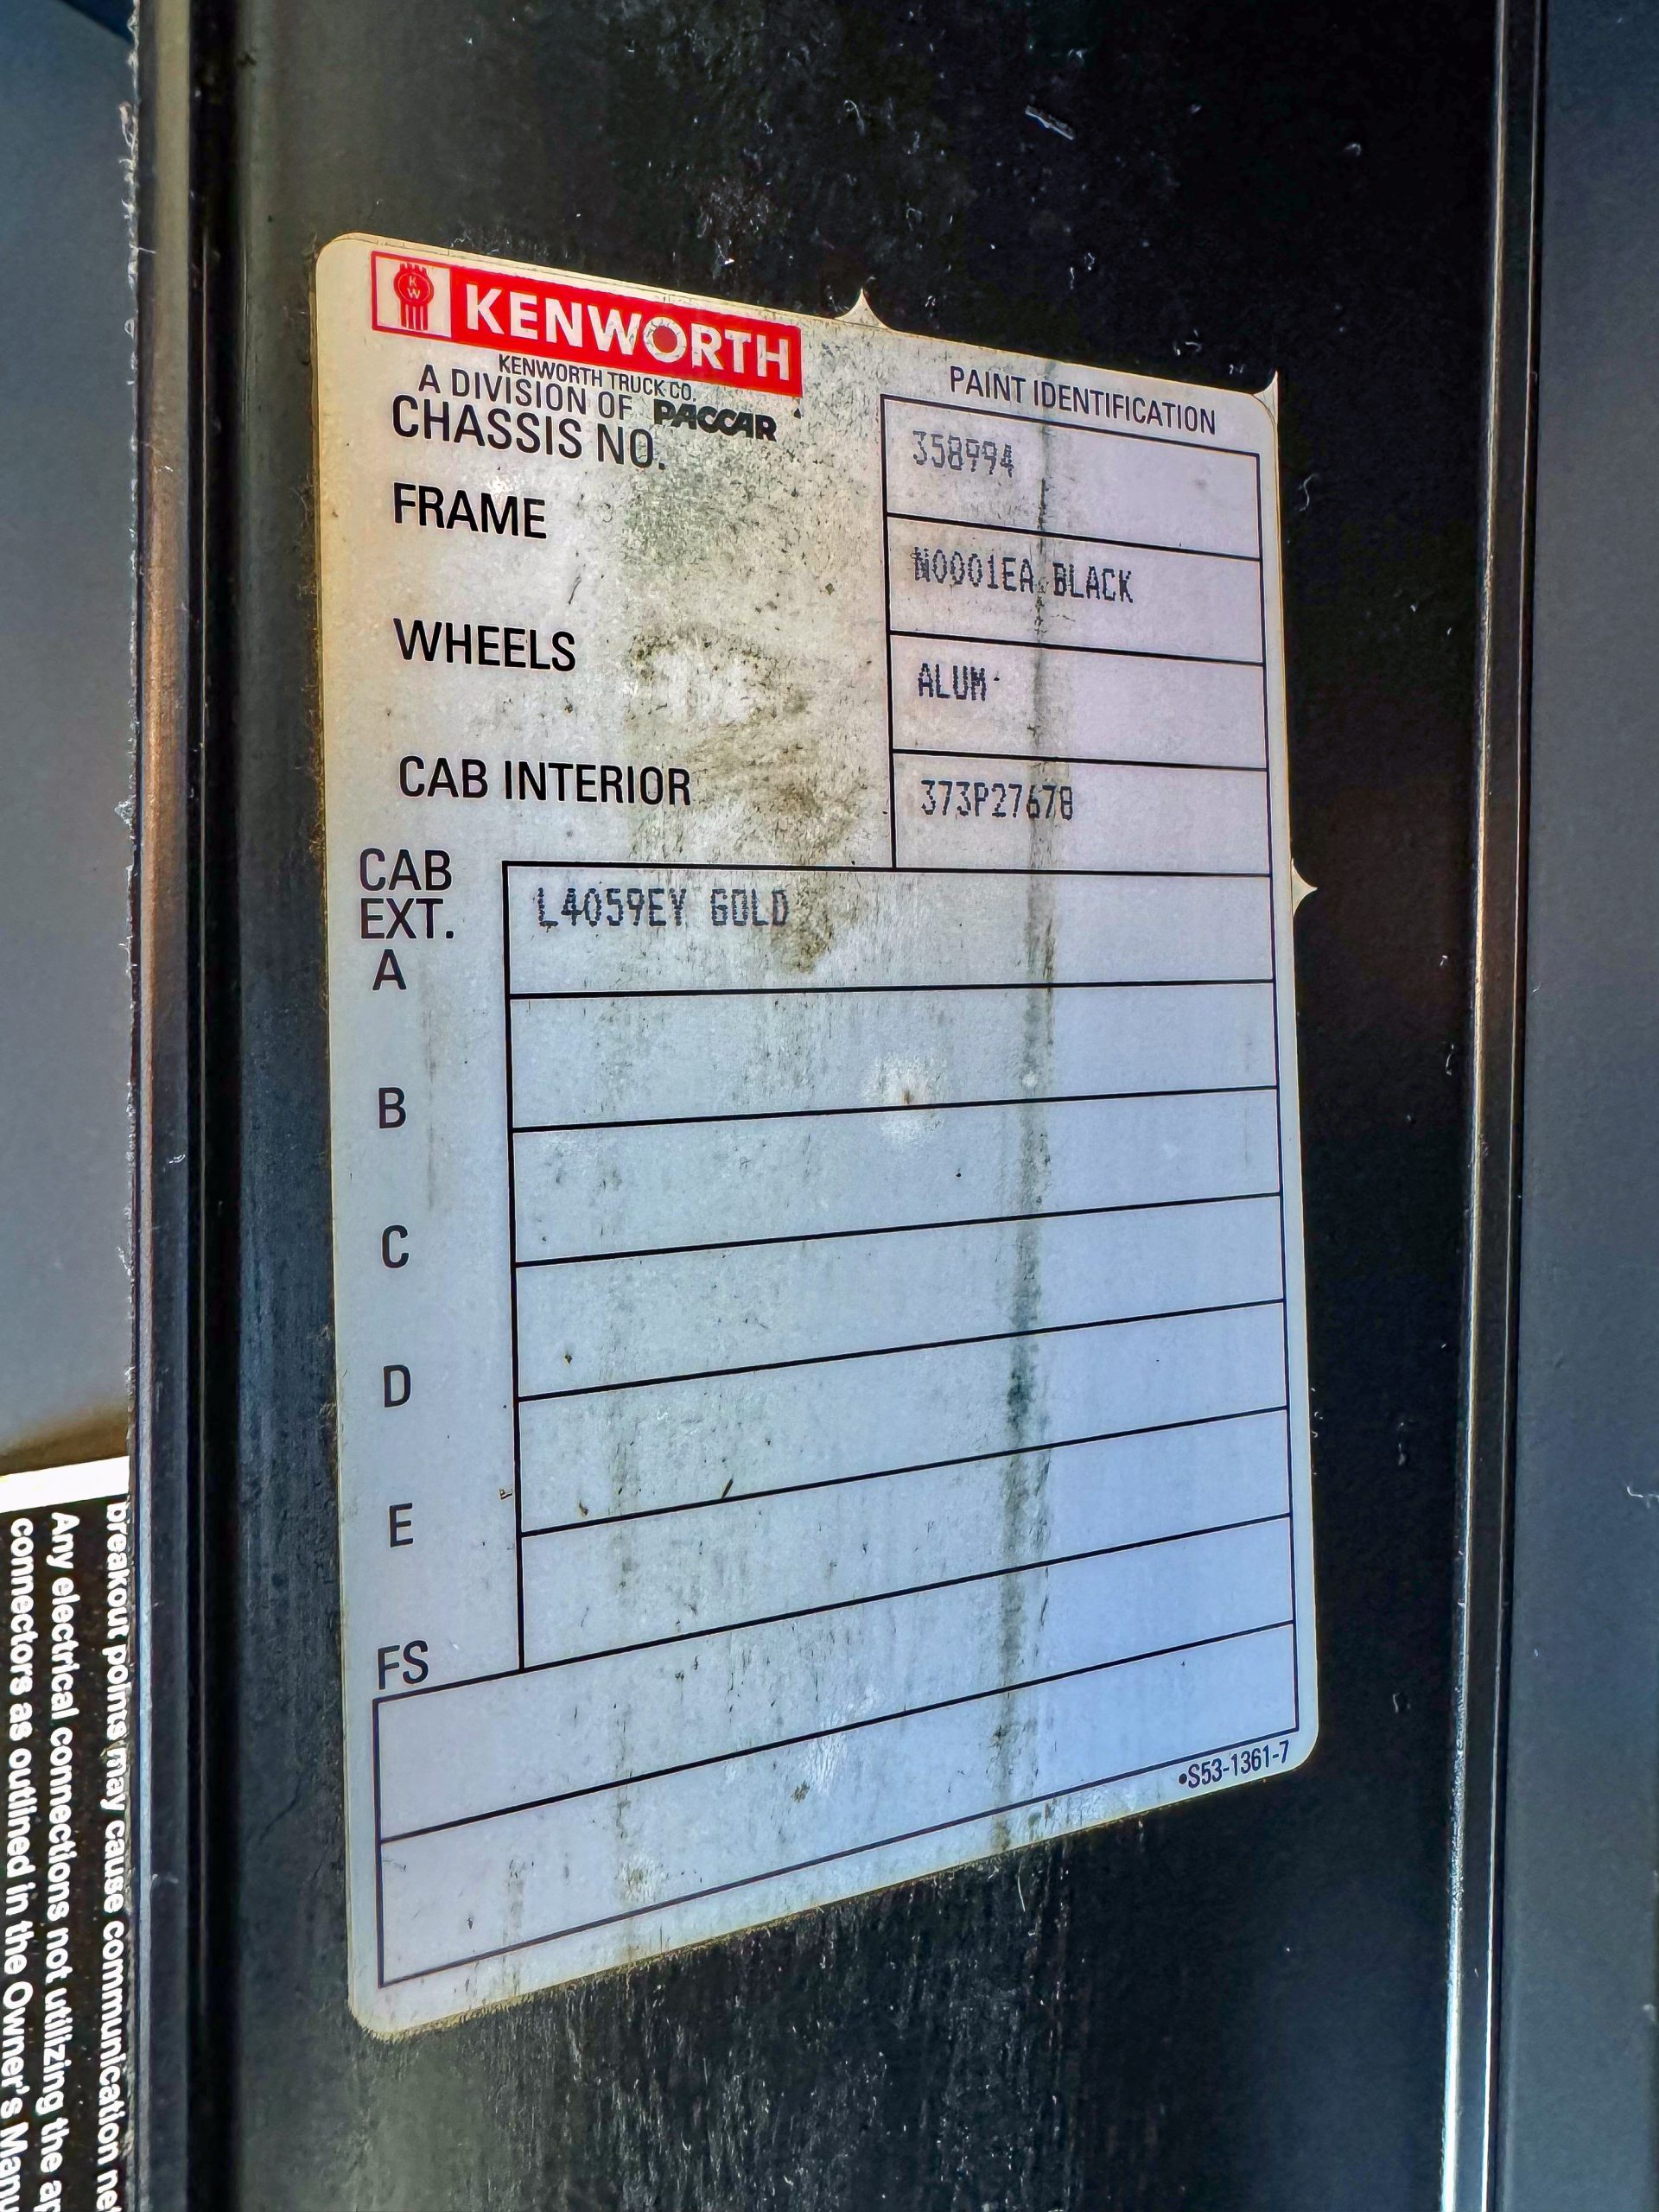 KW
KENWORTH
KENWORTH TRUCK CO.
A DIVISION OF PACCAR
PAINT IDENTIFICATION
CHASSIS NO. 358994
FRAME N0001EA BLACK
WHEELS ALUM
CAB INTERIOR 373P27678
CAB
EXT. L4059EY GOLD
A
B
C
D
E
FS
•S53-1361-7
breakout points may cause communication
Any electrical connections not utilizing the
connectors as outlined in the Owner's